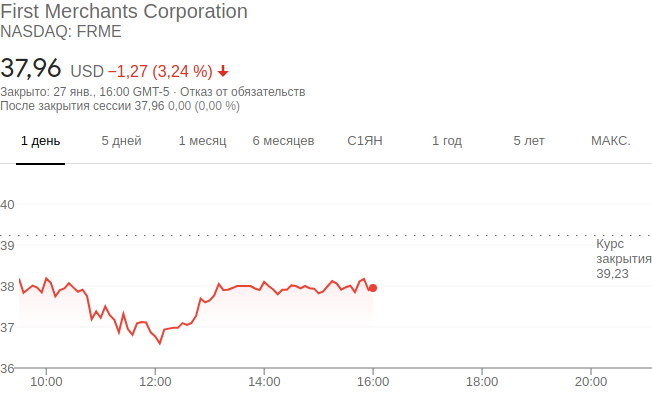 First Merchants Corporation
NASDAQ: FRME
37,96 USD −1,27 (3,24 %)
Закрыто: 27 янв., 16:00 GMT-5 · Отказ от обязательств
После закрытия сессии 37,96 0,00 (0,00 %)
1 день 5 дней 1 месяц 6 месяцев С1ЯН 1 год 5 лет МАКС.
40
39
Курс
закрытия
39,23
38
37
36
10:00 12:00 14:00 16:00 18:00 20:00